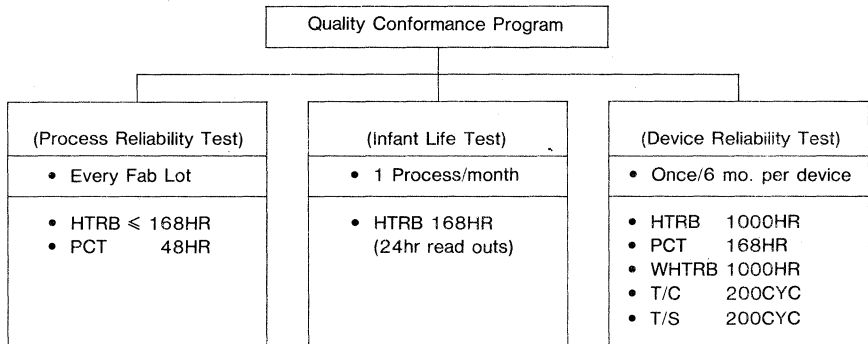 Quality Conformance Program
(Process Reliability Test)
• Every Fab Lot
• HTRB ≤ 168HR
• PCT 48HR
(Infant Life Test)
• 1 Process/month
• HTRB 168HR
(24hr read outs)
(Device Reliability Test)
• Once/6 mo. per device
• HTRB 1000HR
• PCT 168HR
• WHTRB 1000HR
• T/C 200CYC
• T/S 200CYC